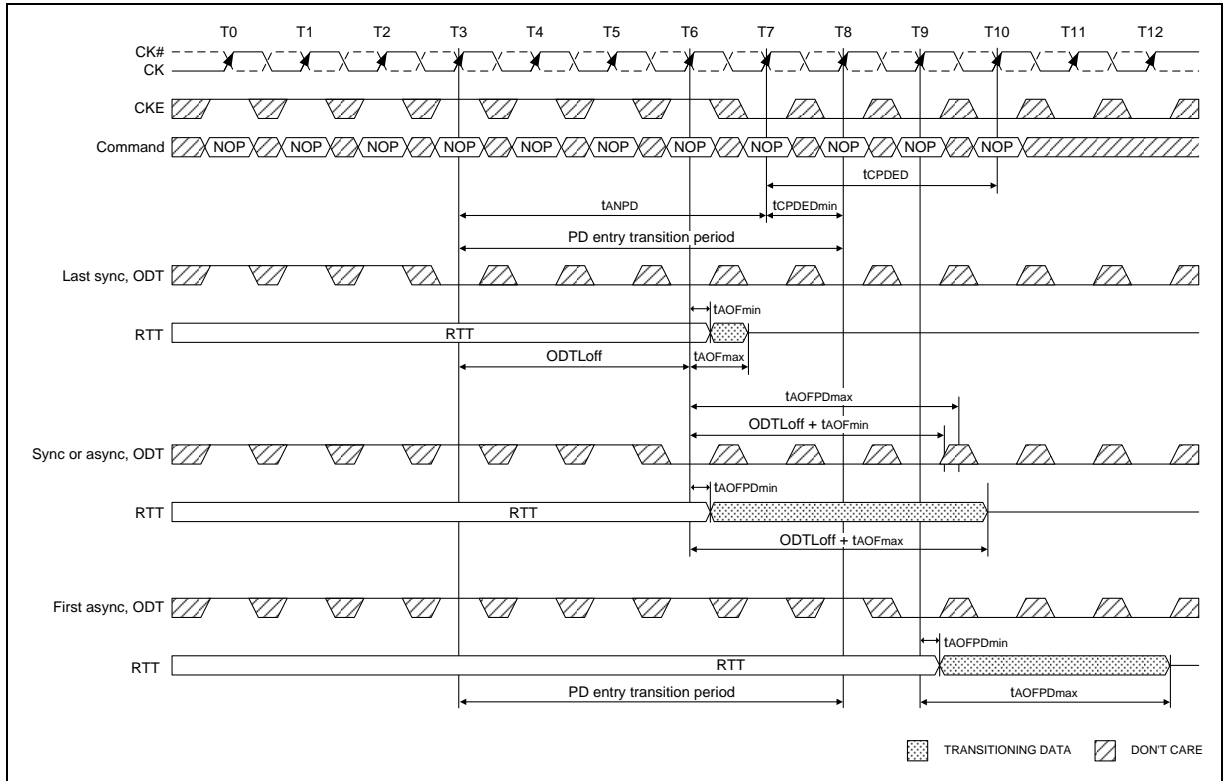 T0 T1 T2 T3 T4 T5 T6 T7 T8 T9 T10 T11 T12
CK#
CK
CKE
Command NOP NOP NOP NOP NOP NOP NOP NOP NOP NOP NOP
tCPDED
tANPD tCPDEDmin
PD entry transition period
Last sync, ODT
tAOFmin
RTT RTT
ODTLoff tAOFmax
tAOFPDmax
ODTLoff + tAOFmin
Sync or async, ODT
tAOFPDmin
RTT RTT
ODTLoff + tAOFmax
First async, ODT
tAOFPDmin
RTT RTT
PD entry transition period tAOFPDmax
TRANSITIONING DATA DON'T CARE